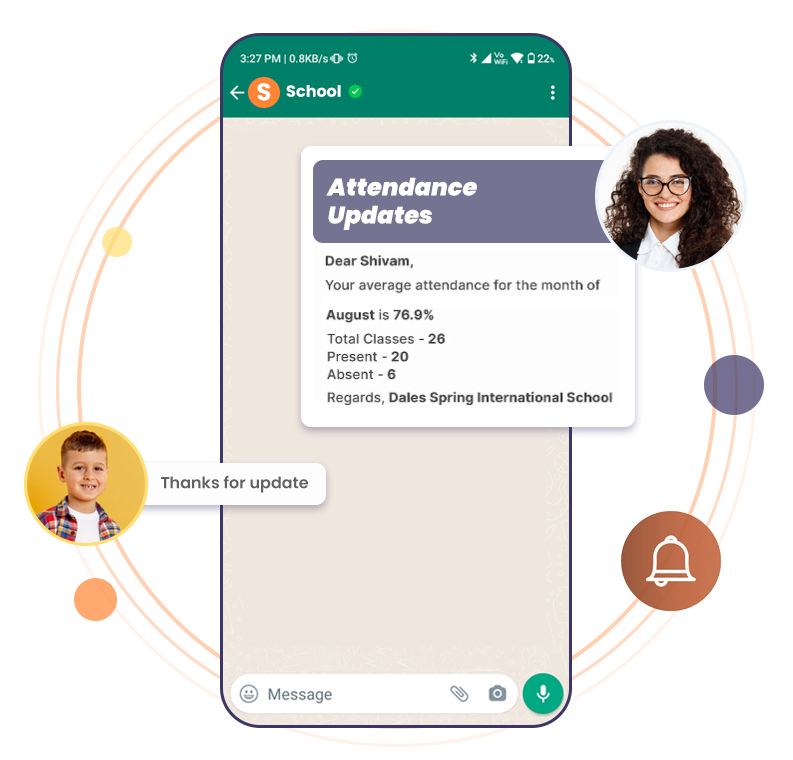 3:27 PM | 0.8KB/s
Vo
WiFi
22%
S
School
Attendance
Updates
Dear Shivam,
Your average attendance for the month of
August is 76.9%
Total Classes - 26
Present - 20
Absent - 6
Regards, Dales Spring International School
Thanks for update
Message